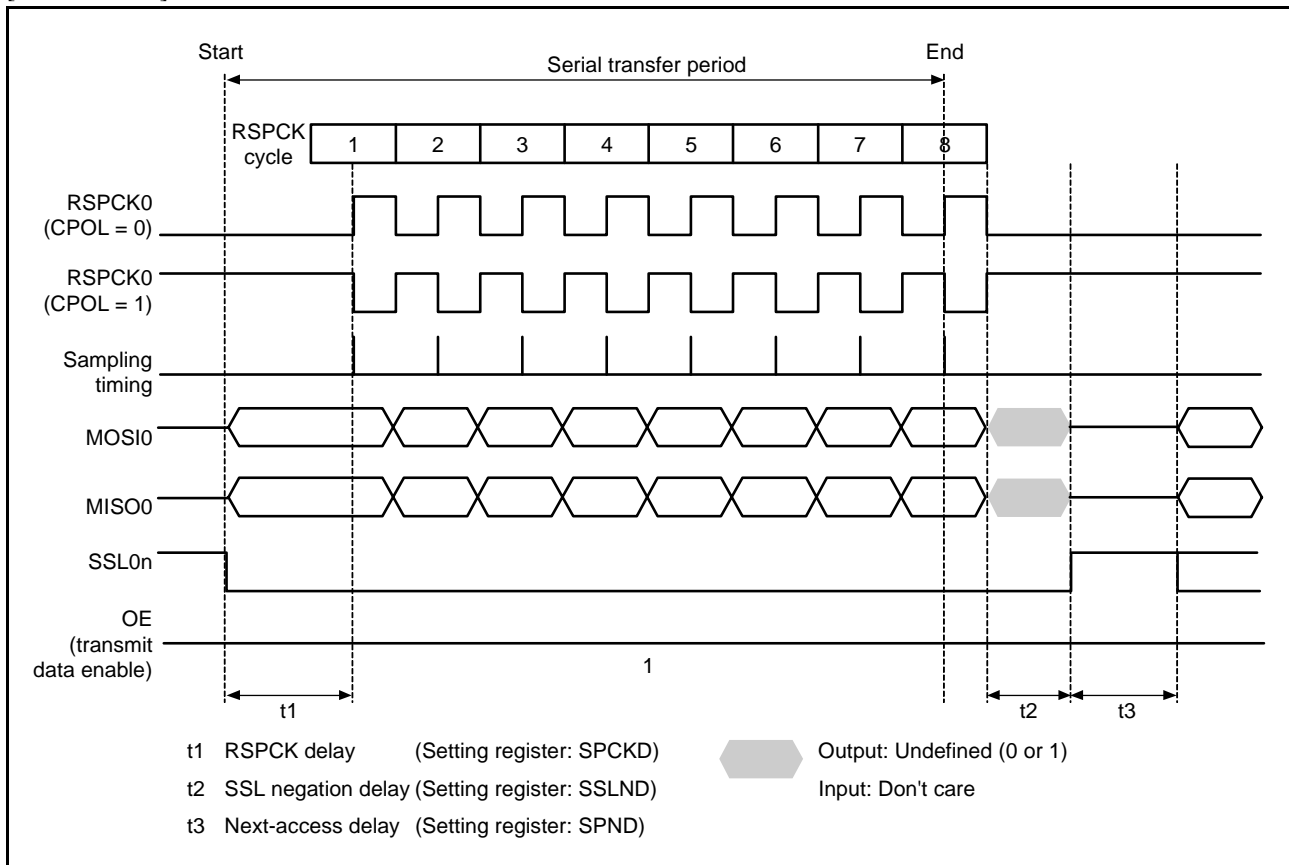 Start
End
Serial transfer period
RSPCK
cycle
1 2 3 4 5 6 7 8
RSPCK0
(CPOL = 0)
RSPCK0
(CPOL = 1)
Sampling
timing
MOSI0
MISO0
SSL0n
OE
(transmit
data enable)
1
t1
t2
t3
t1 RSPCK delay (Setting register: SPCKD)
t2 SSL negation delay (Setting register: SSLND)
t3 Next-access delay (Setting register: SPND)
Output: Undefined (0 or 1)
Input: Don't care